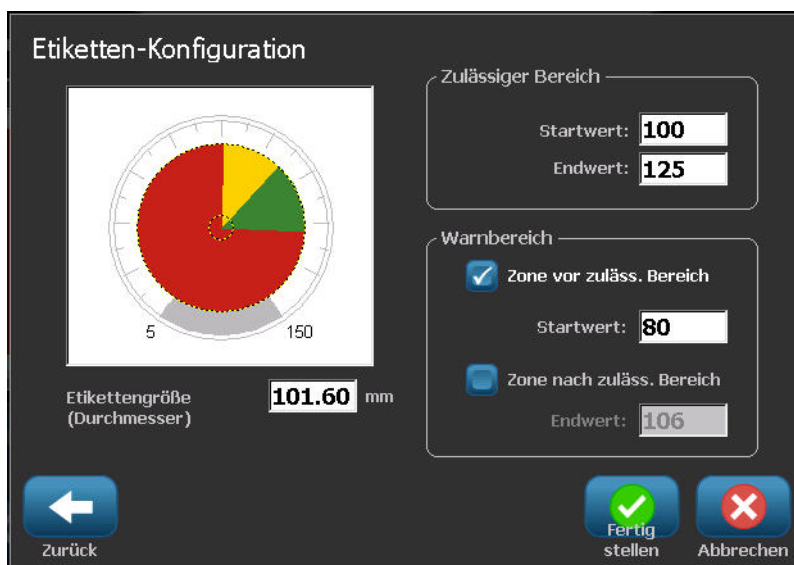 Etiketten-Konfiguration
5
150
Etikettengröße
(Durchmesser)
101.60 mm
Zulässiger Bereich
Startwert: 100
Endwert: 125
Warnbereich
Zone vor zuläss. Bereich
Startwert: 80
Zone nach zuläss. Bereich
Endwert: 106
Zurück
Fertig
stellen
Abbrechen